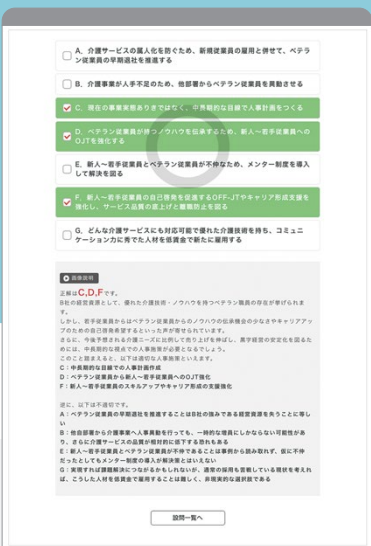 A. 介護サービスの属人化を防ぐため、新規従業員の雇用と併せて、ベテラ
ン従業員の早期退社を推進する
B. 介護事業が人手不足のため、他部署からベテラン従業員を異動させる
C. 現在の事業実態ありきではなく、中長期的な目線で人事計画をつくる
D. ベテラン従業員が持つノウハウを伝承するため、新人~若手従業員への
OJTを強化する
E. 新人~若手従業員とベテラン従業員が不仲なため、メンター制度を導入
して解決を図る
F. 新人~若手従業員の自己啓発を促進するOFF-JTやキャリア形成支援を
強化し、サービス品質の底上げと離職防止を図る
G. どんな介護サービスにも対応可能で優れた介護技術を持ち、コミュニ
ケーション力に秀でた人材を低賃金で新たに雇用する
正解はC,D,Fです。
B社の経営資源として、優れた介護技術・ノウハウを持つベテラン職員の存在が挙げられま
す。
しかし、若手従業員からはベテラン従業員からのノウハウの伝承機会の少なさやキャリアアッ
プのための自己啓発希望するといった声が寄せられています。
さらに、今後予想される介護ニーズに比例して売り上げを伸ばし、黒字経営の安定化を図るた
めには、中長期的な視点での人事施策が必要となるでしょう。
このこと踏まえると、以下は適切な人事施策といえます。
C:中長期的な目線での人事計画作成
D:ベテラン従業員から新人~若手従業員へのOJT強化
F:新人~若手従業員のスキルアップやキャリア形成の支援強化
逆に、以下は不適切です。
A:ベテラン従業員の早期退社を推進することはB社の強みである経営資源を失うことに等し
い
B:他自部署から介護事業へ人事異動を行っても、一時的な増員にしかならない可能性があ
り、さらに介護サービスの品質が相対的に低下する恐れもある
E:新人~若手従業員とベテラン従業員が不仲であることは事例から読み取れず、仮に不仲
だったとしてもメンター制度の導入が解決策とはいえない
G:実現すれば課題解決につながるかもしれないが、通常の採用も苦戦している現状を考えれ
ば、こうした人材を低賃金で雇用することは難しく、非現実的な選択肢である
設問一覧へ